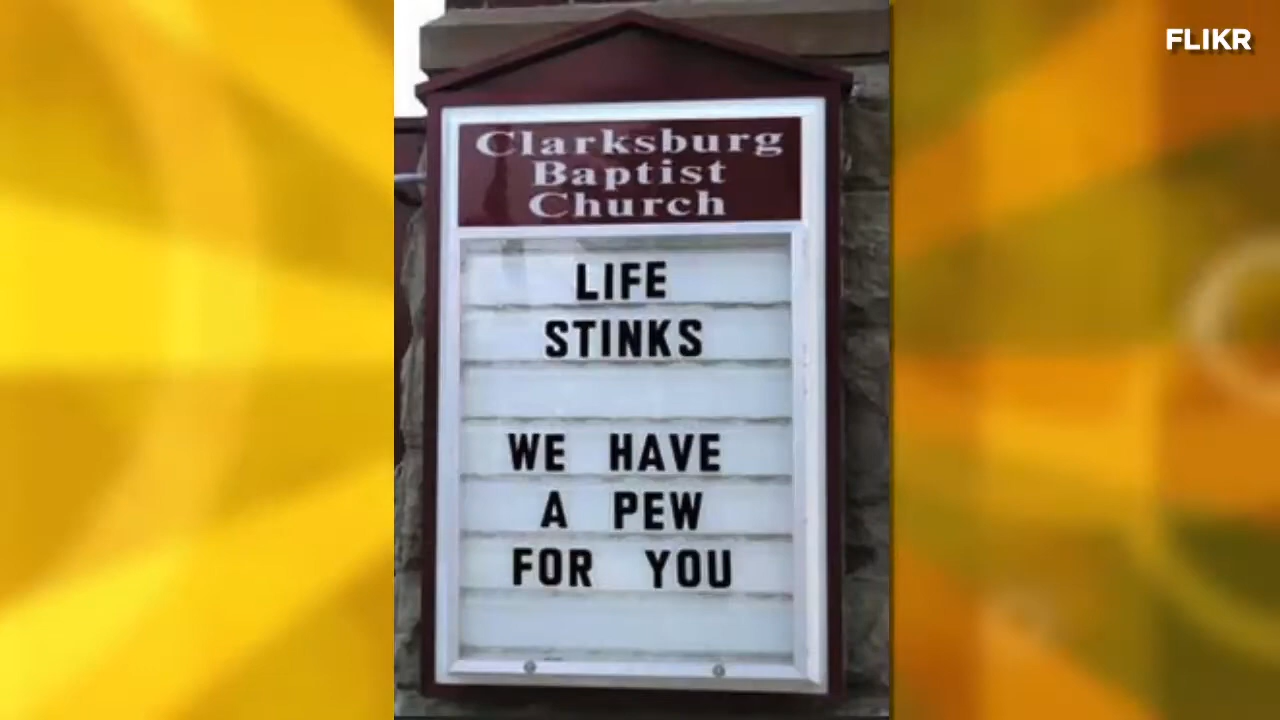 FLIKR
Clarksburg
Baptist
Church
LIFE
STINKS
WE HAVE
A PEW
FOR YOU